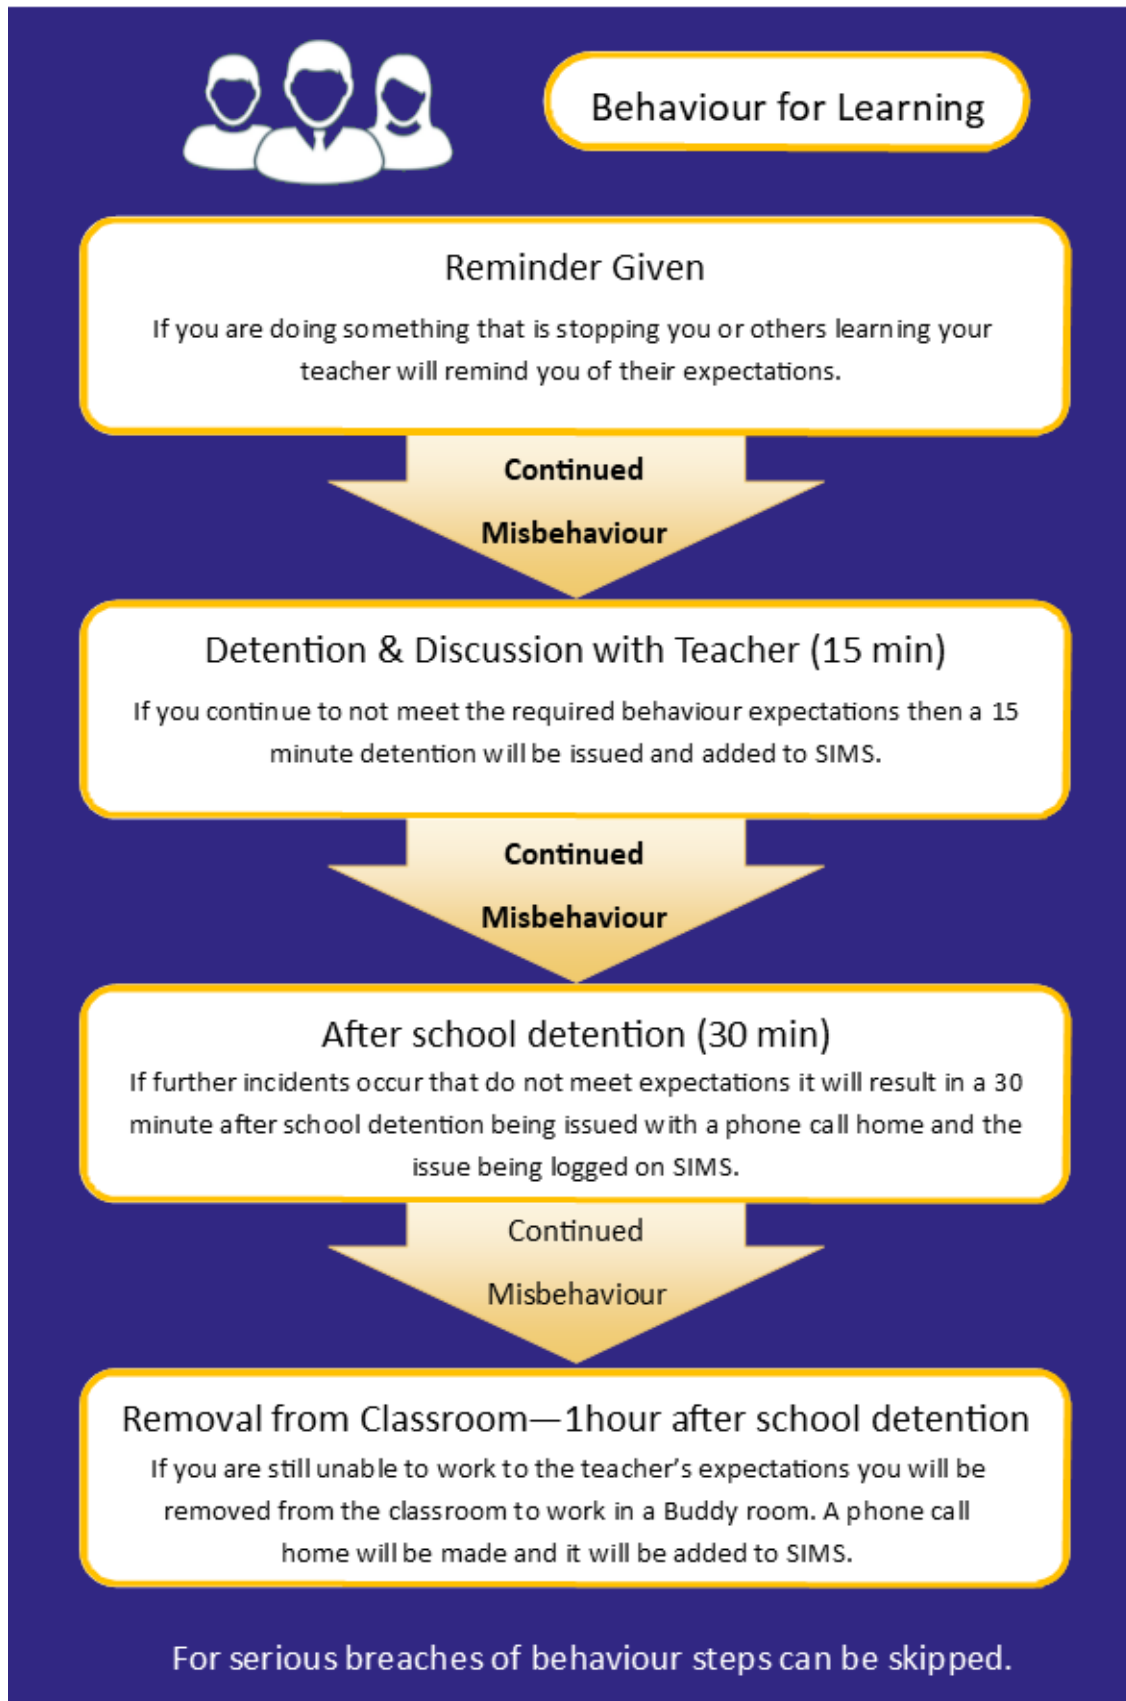 Behaviour for Learning
Reminder Given
If you are doing something that is stopping you or others learning your
teacher will remind you of their expectations.
Continued
Misbehaviour
Detention & Discussion with Teacher (15 min)
If you continue to not meet the required behaviour expectations then a 15
minute detention will be issued and added to SIMS.
Continued
Misbehaviour
After school detention (30 min)
If further incidents occur that do not meet expectations it will result in a 30
minute after school detention being issued with a phone call home and the
issue being logged on SIMS.
Continued
Misbehaviour
Removal from Classroom—1hour after school detention
If you are still unable to work to the teacher’s expectations you will be
removed from the classroom to work in a Buddy room. A phone call
home will be made and it will be added to SIMS.
For serious breaches of behaviour steps can be skipped.